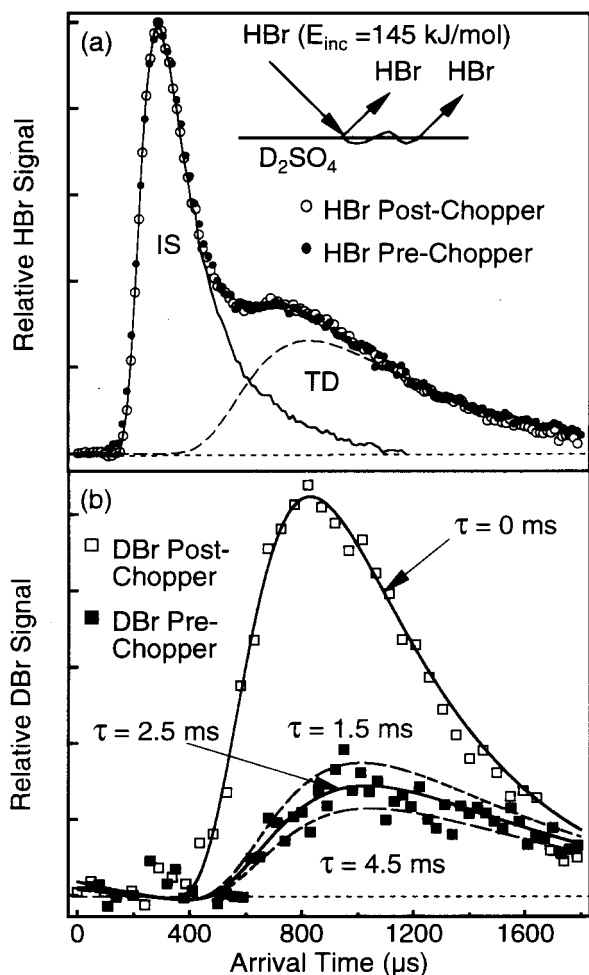 (a)
HBr (E_inc =145 kJ/mol)
HBr HBr
D₂SO₄
○ HBr Post-Chopper
● HBr Pre-Chopper
IS
TD
Relative HBr Signal
(b)
□ DBr Post-
Chopper
■ DBr Pre-
Chopper
τ = 0 ms
τ = 2.5 ms
τ = 1.5 ms
τ = 4.5 ms
Relative DBr Signal
0 400 800 1200 1600
Arrival Time (μs)